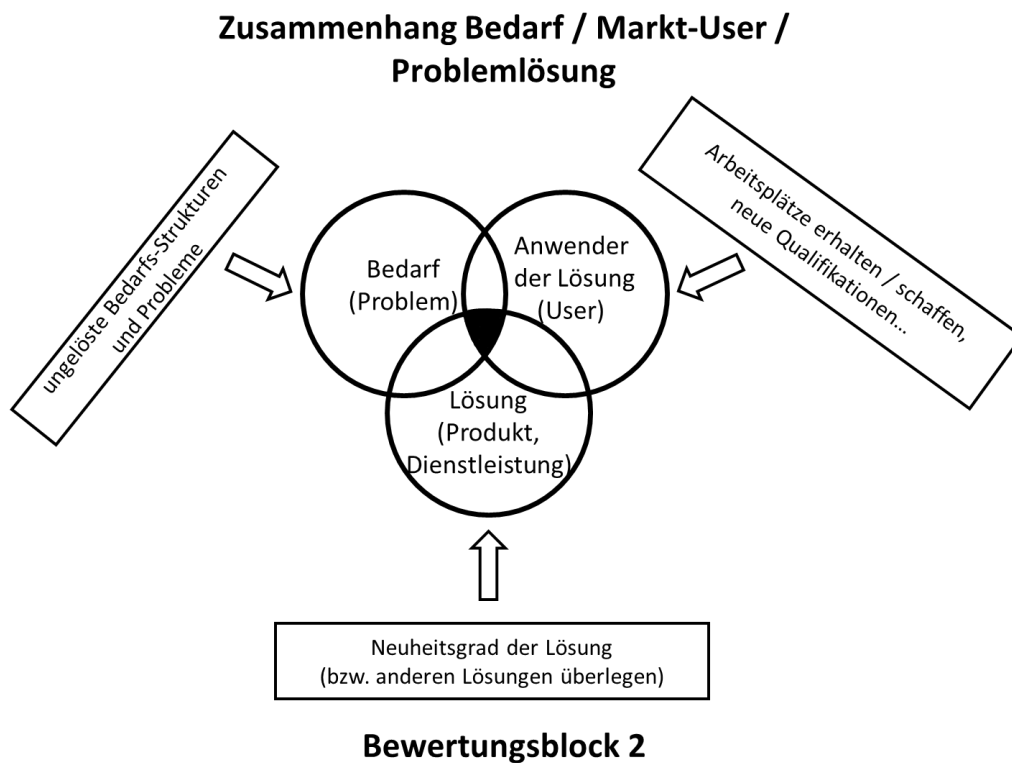 Zusammenhang Bedarf / Markt-User /
Problemlösung
ungelöste Bedarfs-Strukturen
und Probleme
Arbeitsplätze erhalten / schaffen,
neue Qualifikationen...
Bedarf
(Problem)
Anwender
der Lösung
(User)
Lösung
(Produkt,
Dienstleistung)
Neuheitsgrad der Lösung
(bzw. anderen Lösungen überlegen)
Bewertungsblock 2